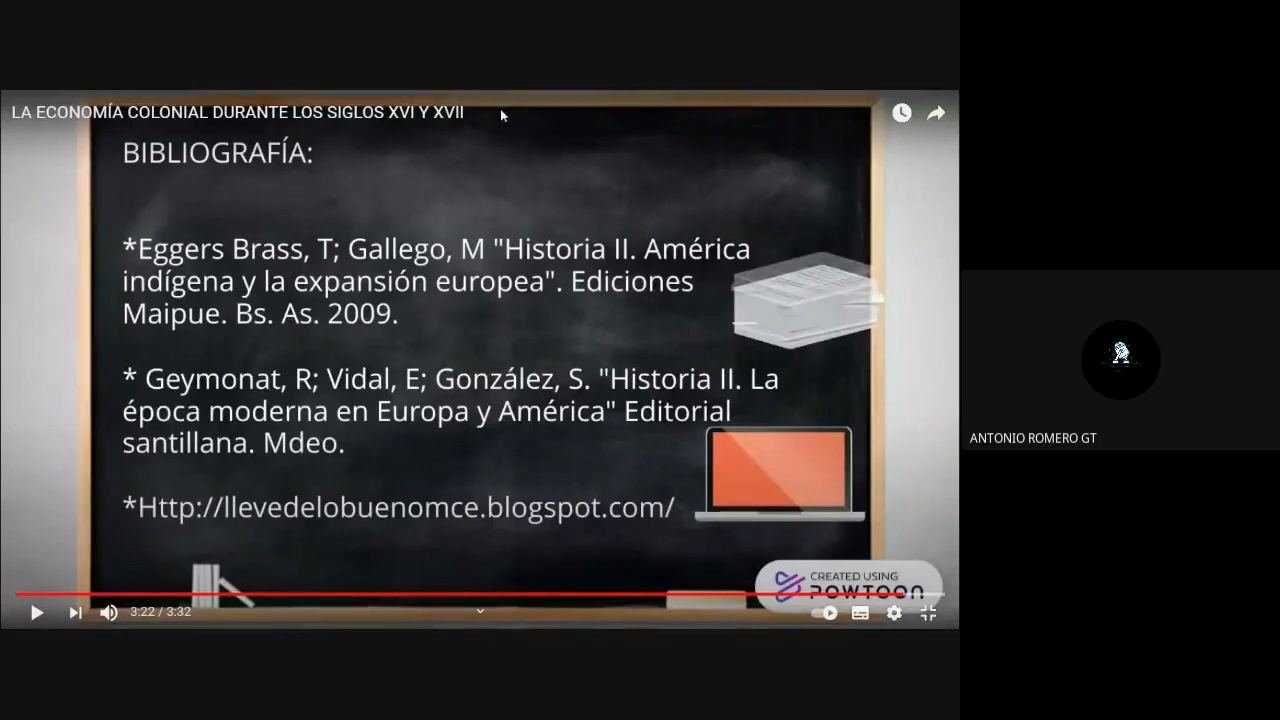 LA ECONOMÍA COLONIAL DURANTE LOS SIGLOS XVI Y XVII
BIBLIOGRAFÍA:
*Eggers Brass, T; Gallego, M "Historia II. América
indígena y la expansión europea". Ediciones
Maipue. Bs. As. 2009.
* Geymonat, R; Vidal, E; González, S. "Historia II. La
época moderna en Europa y América" Editorial
santillana. Mdeo.
*Http://llevedelobuenomce.blogspot.com/
CREATED USING
POWTOON
3:22 / 3:32
ANTONIO ROMERO GT